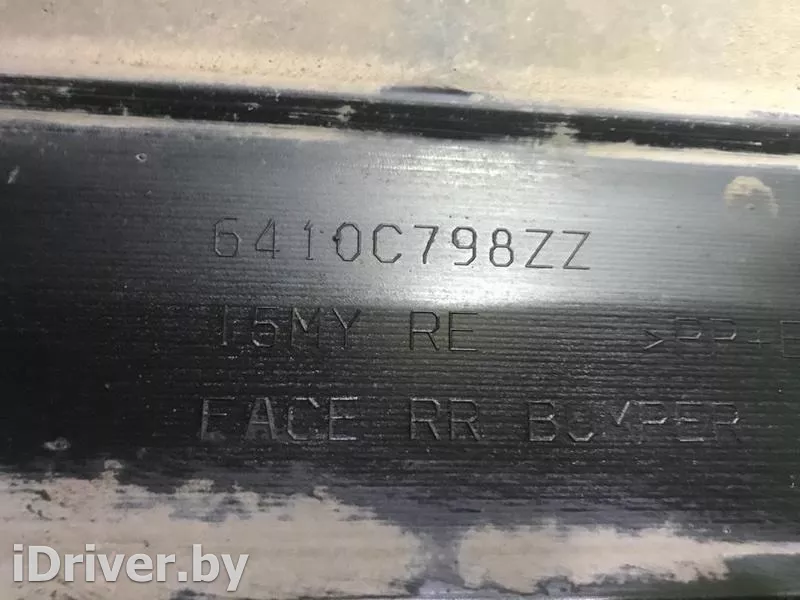 6410C798ZZ
15MY RE >PP+E
FACE RR BUMPER
iDriver.by